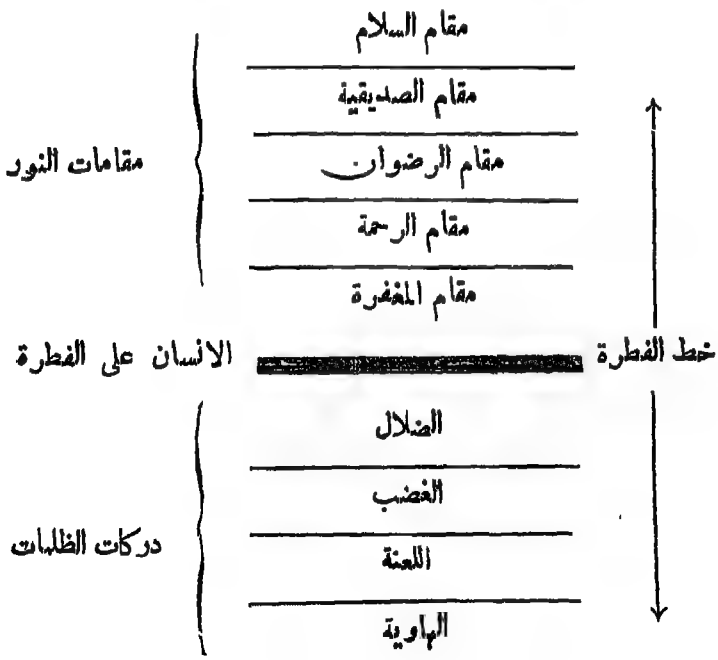 مقام السلام
مقام الصديقية
مقامات النور
مقام الرضوان
مقام الرحمة
مقام المغفرة
خط الفطرة
الانسان على الفطرة
الضلال
الغضب
دركات الظلمات
اللعنة
الهاوية